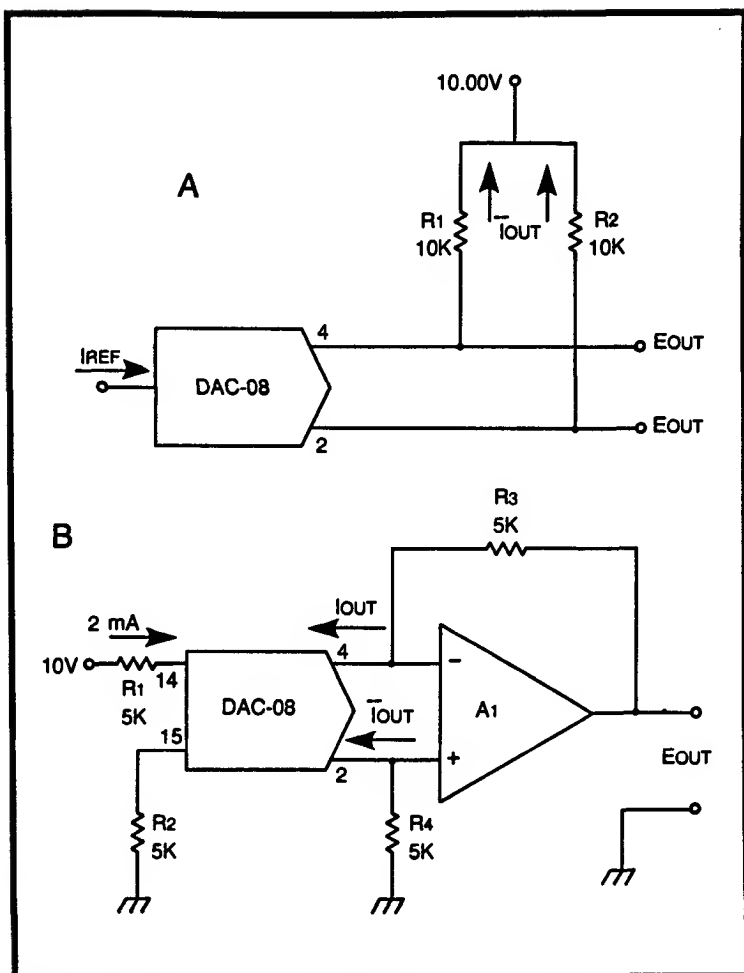 10.00V
A
R1
10K
IOUT
R2
10K
IREF
DAC-08
4
2
EOUT
EOUT
B
R3
5K
2 mA
IOUT
10V
R1
5K
14
4
DAC-08
IOUT
15
2
A1
−
+
EOUT
R2
5K
R4
5K